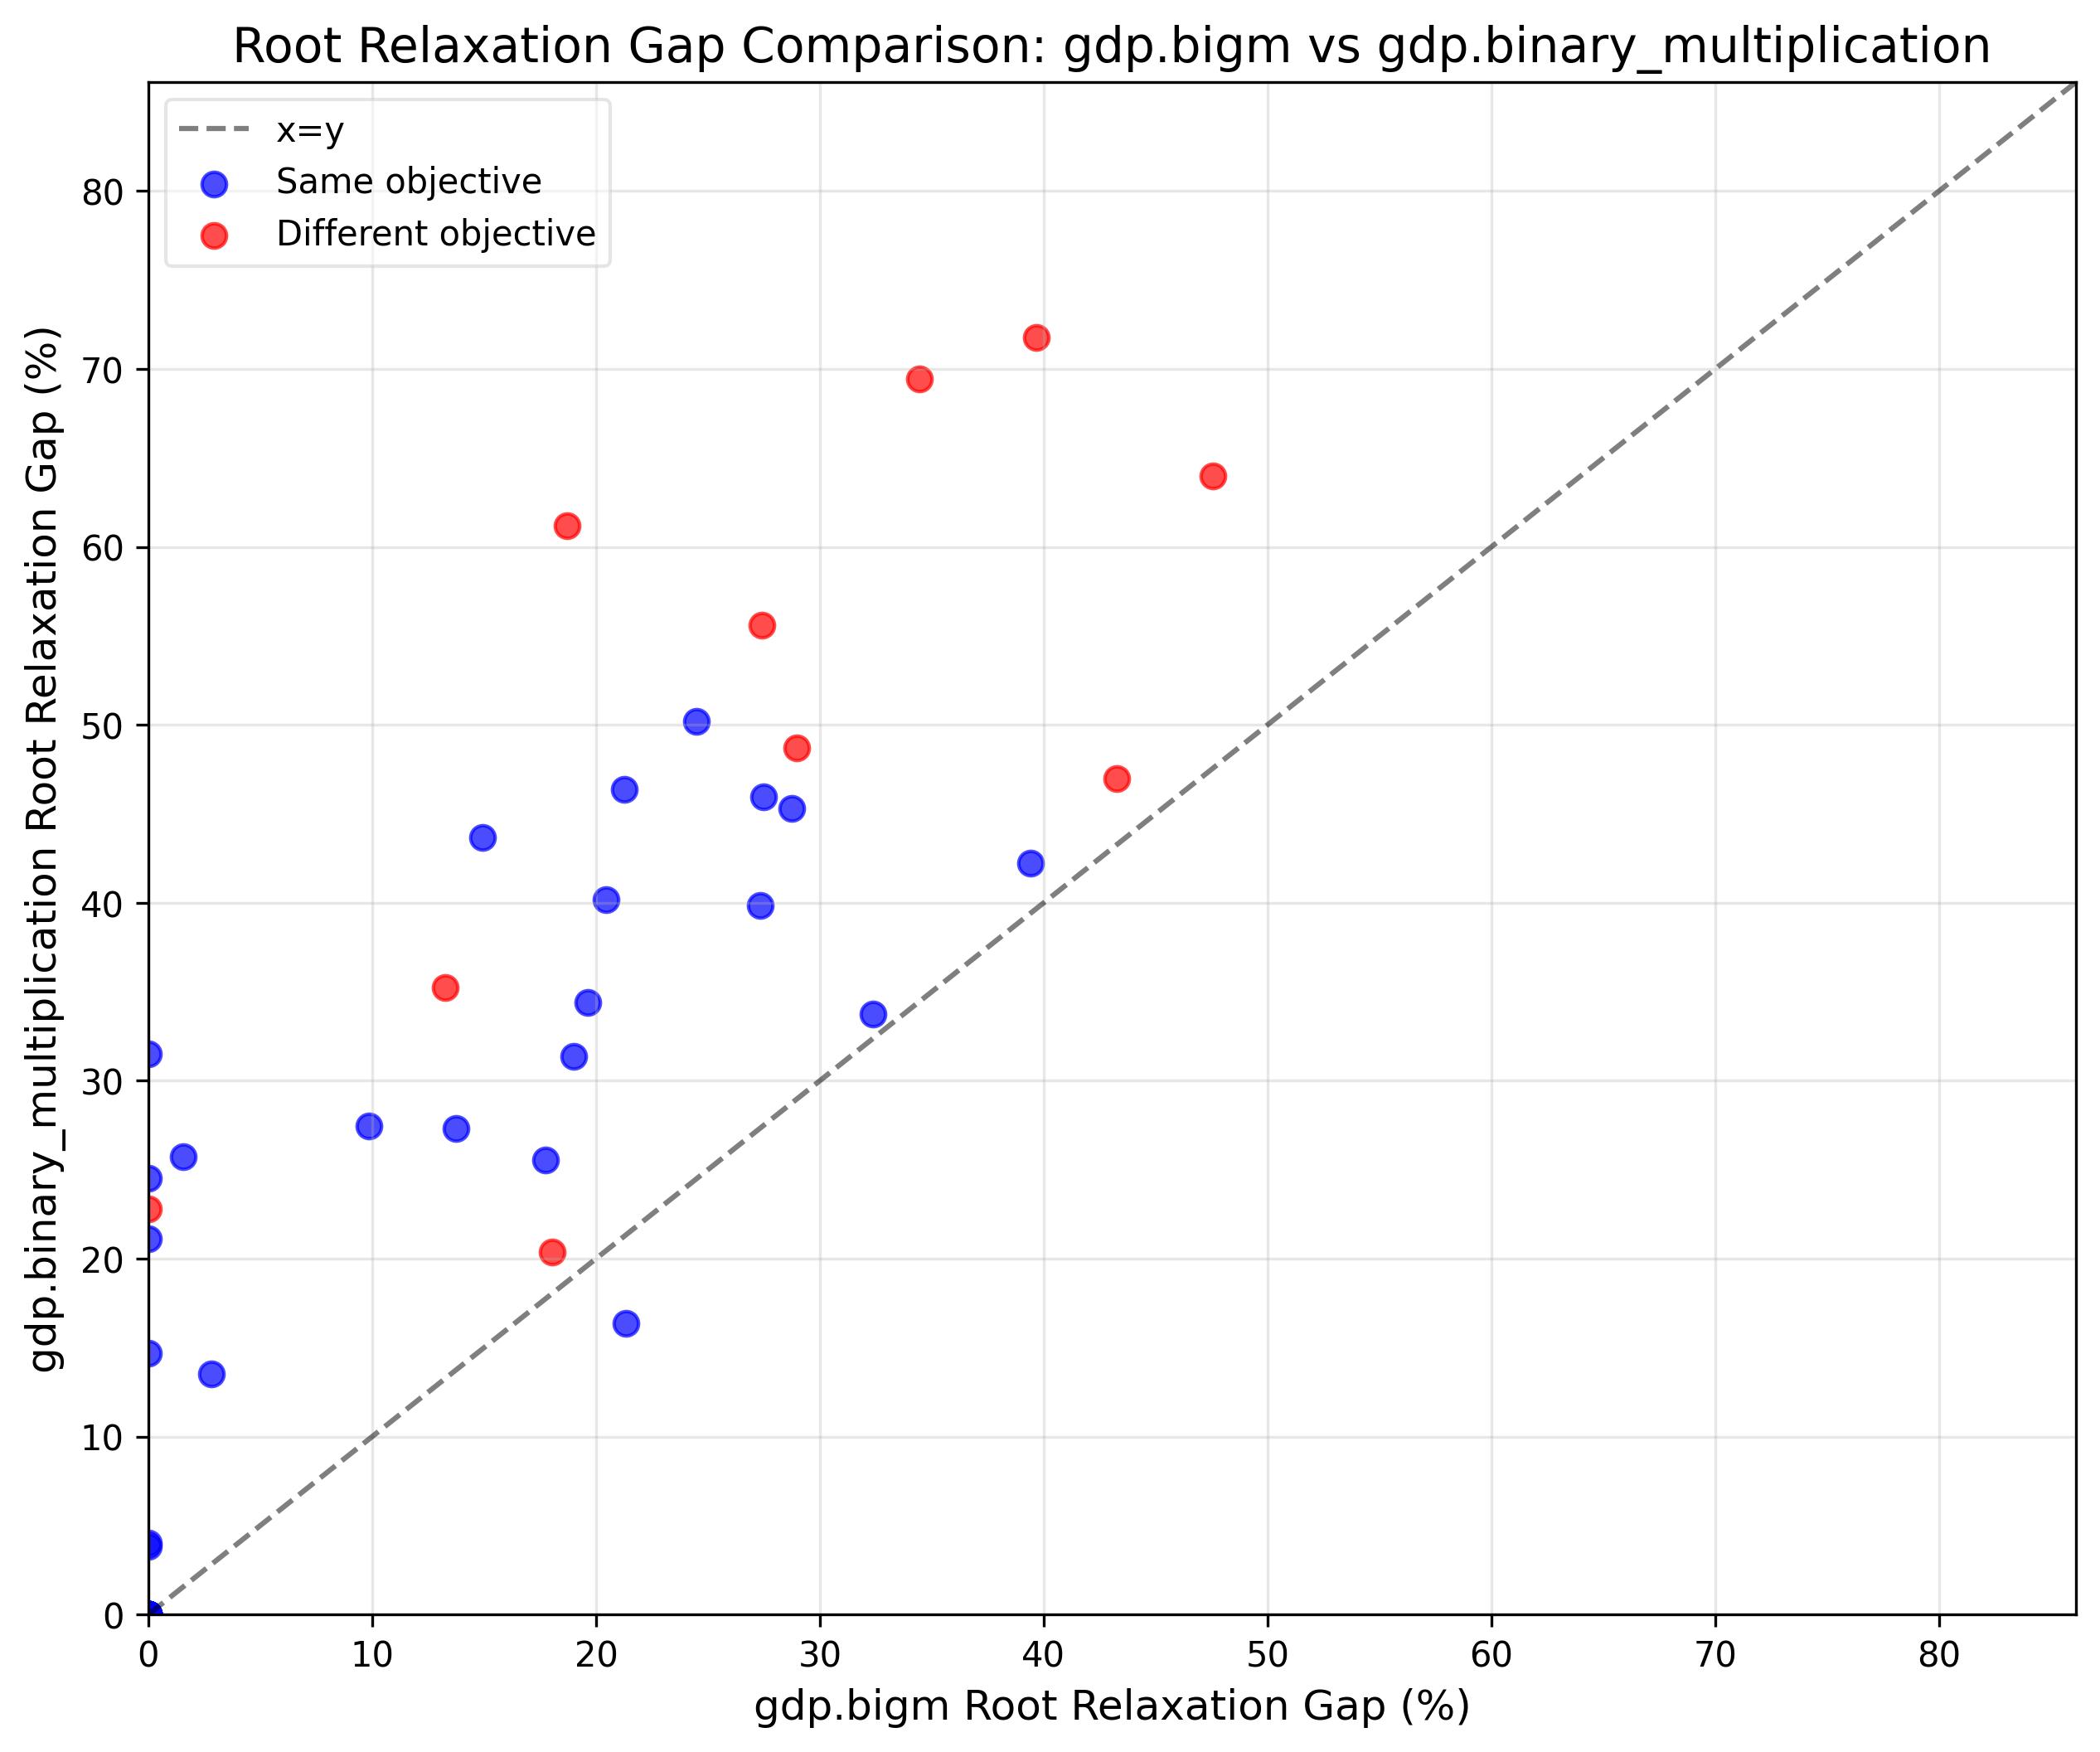 Root Relaxation Gap Comparison: gdp.bigm vs gdp.binary_multiplication
x=y
Same objective
Different objective
gdp.binary_multiplication Root Relaxation Gap (%)
80
70
60
50
40
30
20
10
0
0 10 20 30 40 50 60 70 80
gdp.bigm Root Relaxation Gap (%)